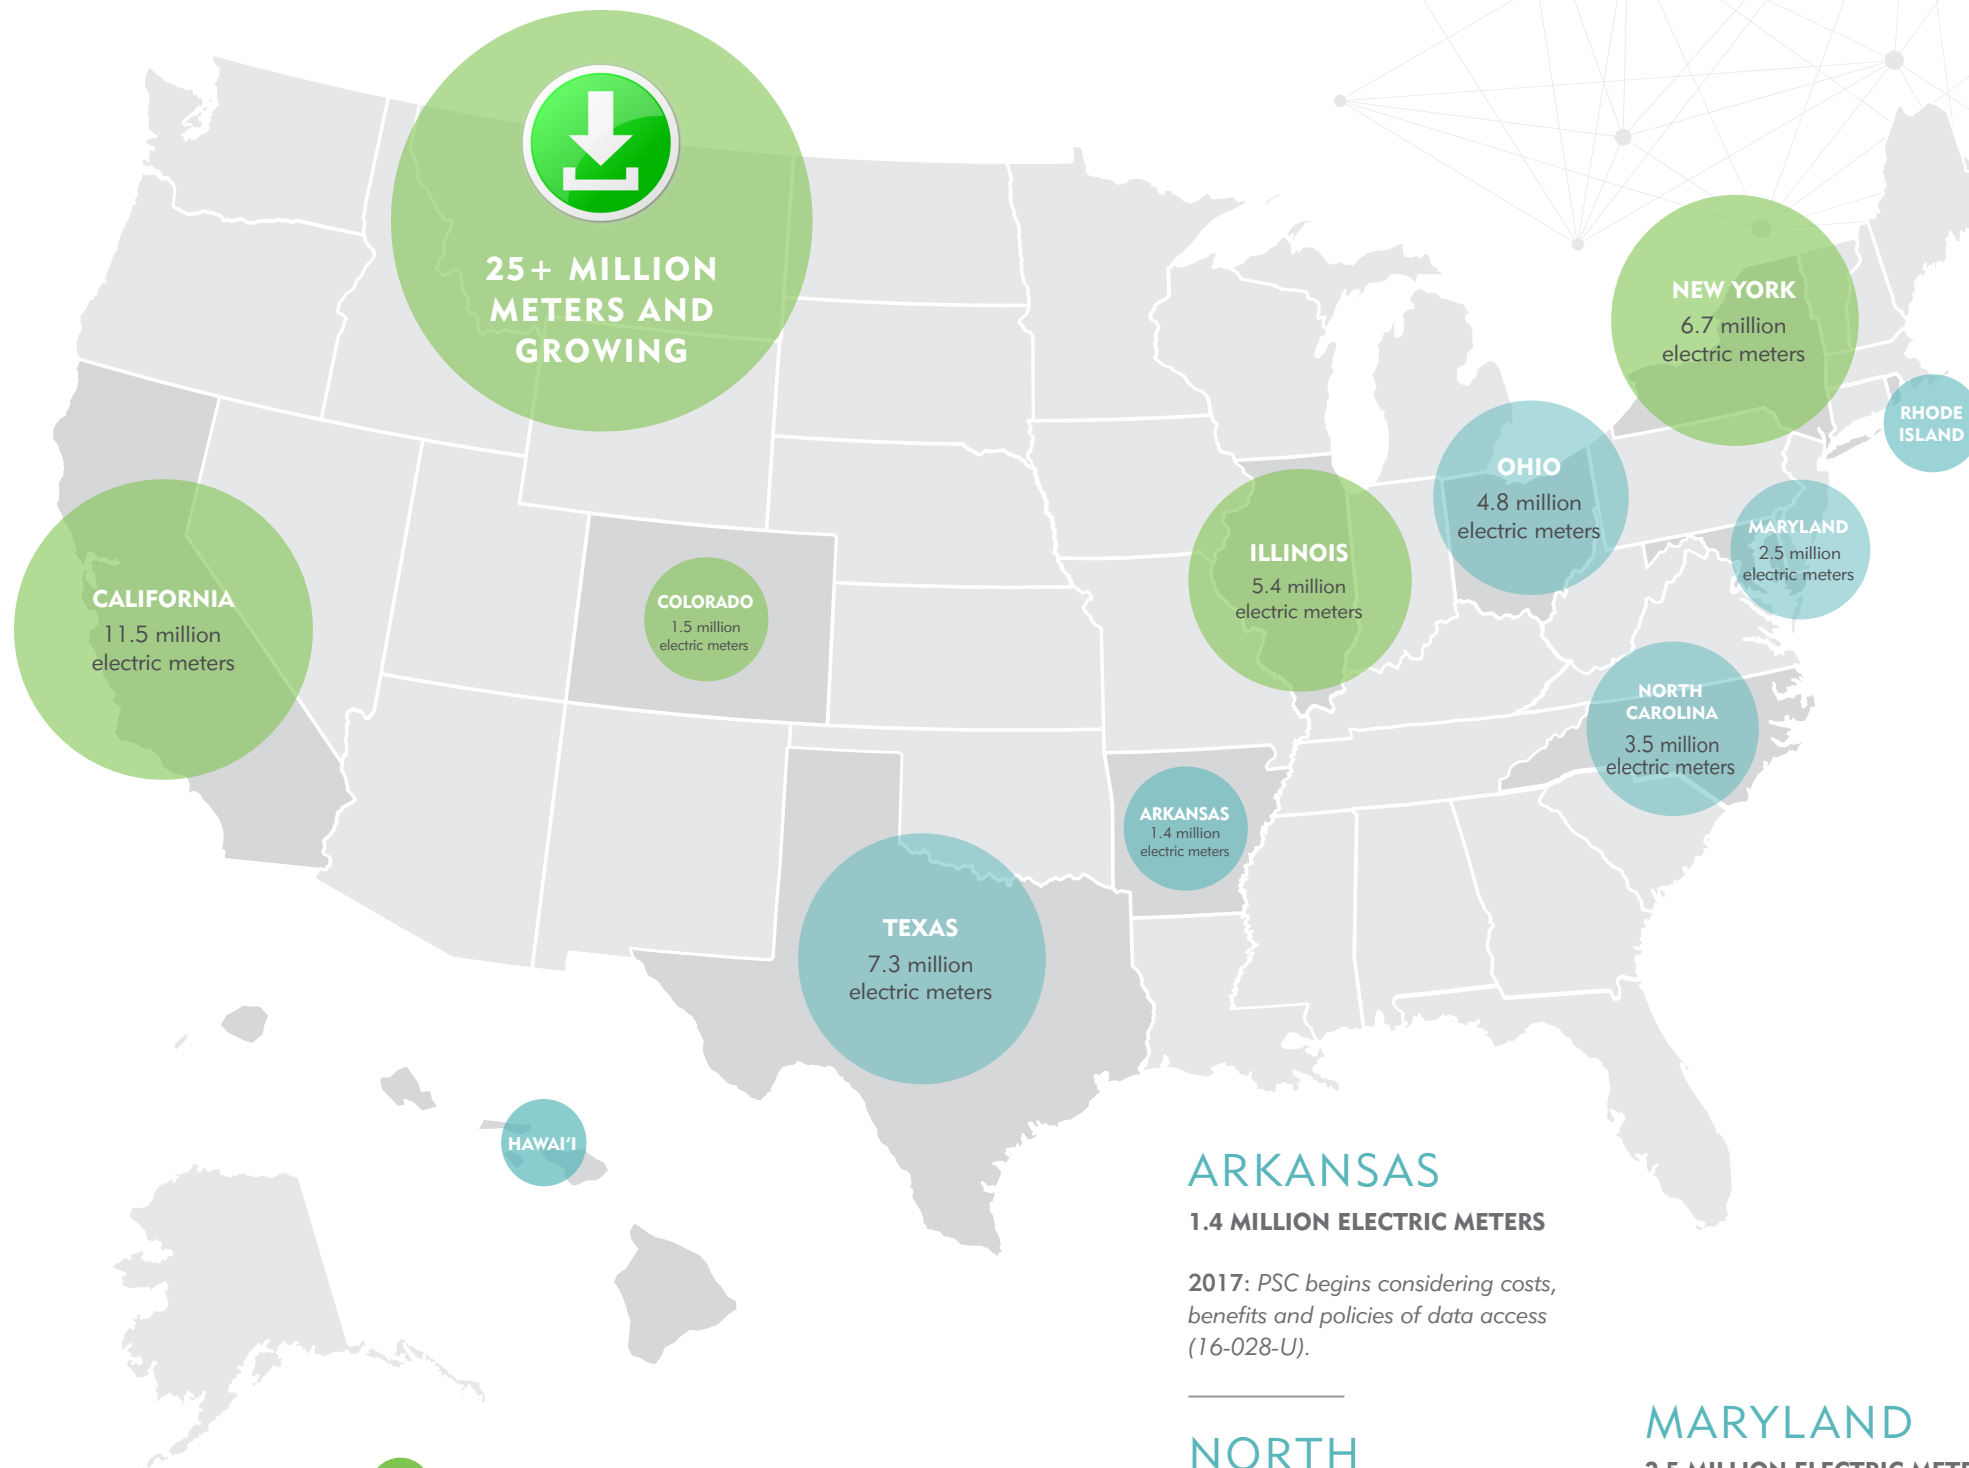 25+ MILLION
METERS AND
GROWING
NEW YORK
6.7 million
electric meters
RHODE
ISLAND
OHIO
4.8 million
electric meters
MARYLAND
2.5 million
electric meters
ILLINOIS
5.4 million
electric meters
CALIFORNIA
11.5 million
electric meters
COLORADO
1.5 million
electric meters
NORTH
CAROLINA
3.5 million
electric meters
ARKANSAS
1.4 million
electric meters
TEXAS
7.3 million
electric meters
HAWAI'I
ARKANSAS
1.4 MILLION ELECTRIC METERS
2017: PSC begins considering costs,
benefits and policies of data access
(16-028-U).
NORTH
MARYLAND
2.5 MILLION ELECTRIC